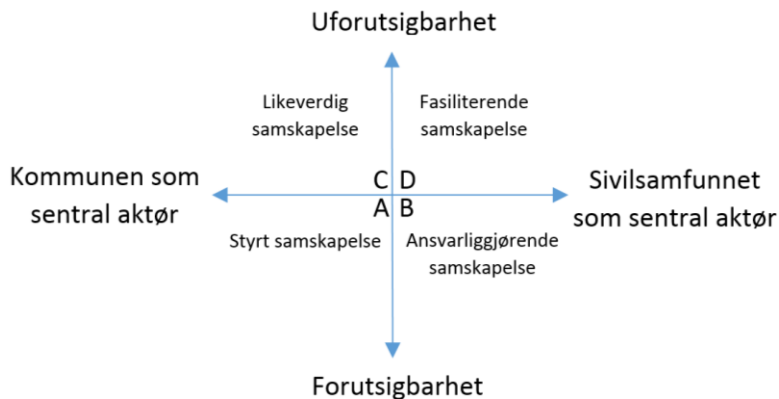 Uforutsigbarhet
Likeverdig
samskapelse
Fasiliterende
samskapelse
Kommunen som
sentral aktør
C D
A B
Sivilsamfunnet
som sentral aktør
Styrt samskapelse
Ansvarliggjørende
samskapelse
Forutsigbarhet